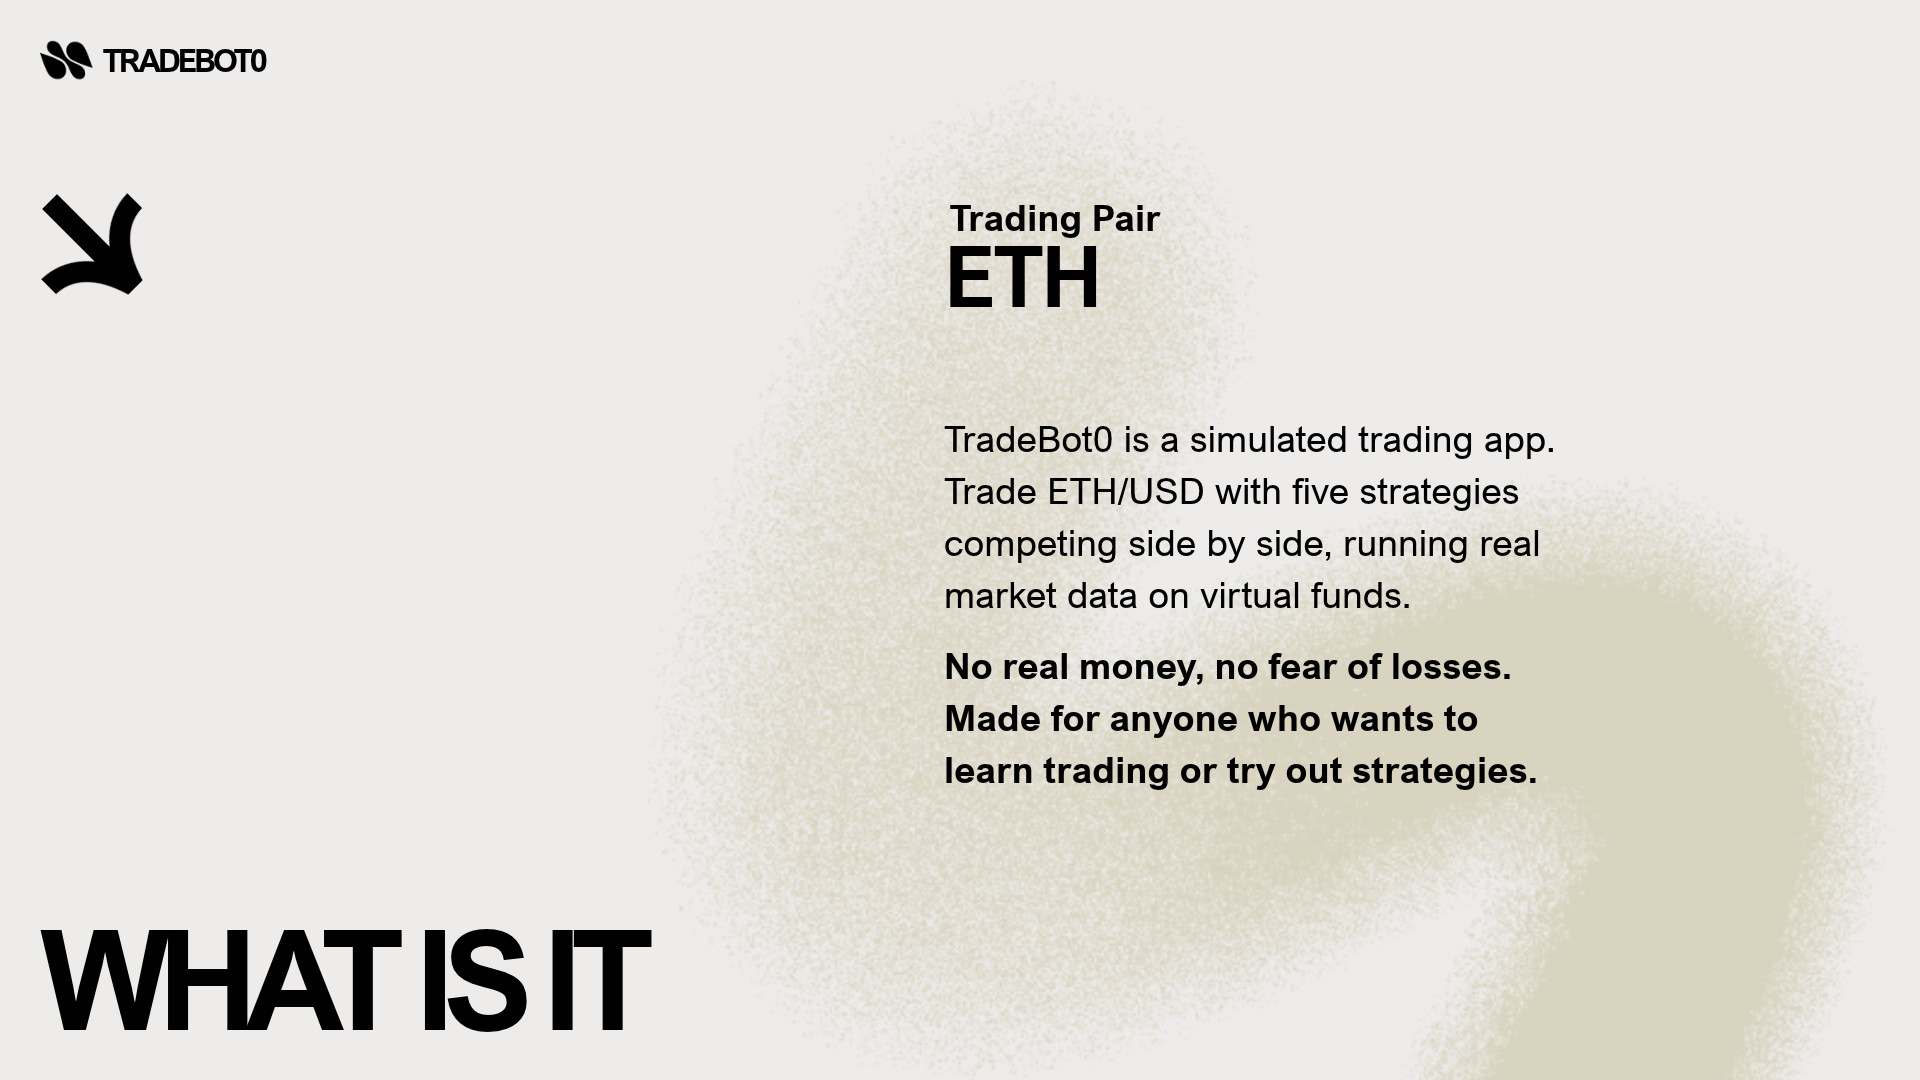 TRADEBOT0
Trading Pair
ETH
TradeBot0 is a simulated trading app.
Trade ETH/USD with five strategies
competing side by side, running real
market data on virtual funds.
No real money, no fear of losses.
Made for anyone who wants to
learn trading or try out strategies.
WHAT IS IT